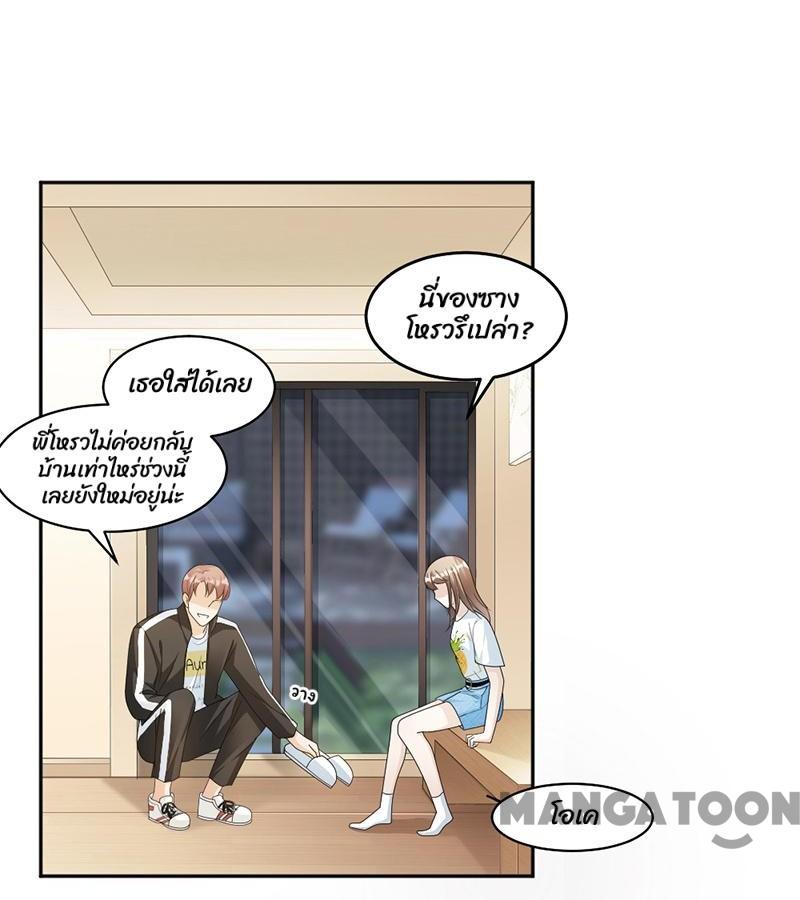 นี่ของซาง
โหรวรึเปล่า?
เธอใส่ได้เลย
พี่โหรวไม่ค่อยกลับ
บ้านเท่าไหร่ช่วงนี้
เลยยังใหม่อยู่น่ะ
วาง
โอเค
MANGATOON